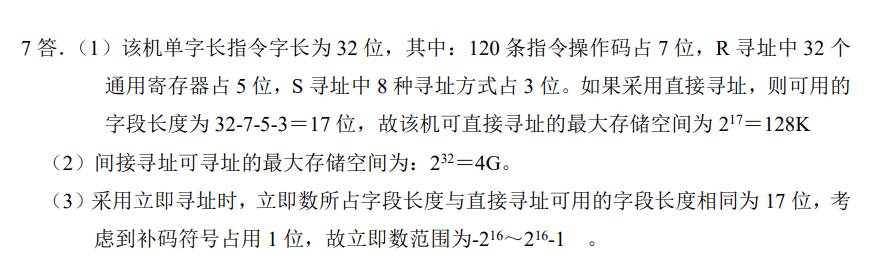 7 答.（1）该机单字长指令字长为 32 位，其中：120 条指令操作码占 7 位，R 寻址中 32 个
通用寄存器占 5 位，S 寻址中 8 种寻址方式占 3 位。如果采用直接寻址，则可用的
字段长度为 32-7-5-3＝17 位，故该机可直接寻址的最大存储空间为 2¹⁷＝128K
（2）间接寻址可寻址的最大存储空间为：2³²＝4G。
（3）采用立即寻址时，立即数所占字段长度与直接寻址可用的字段长度相同为 17 位，考
虑到补码符号占用 1 位，故立即数范围为-2¹⁶～2¹⁶-1 。